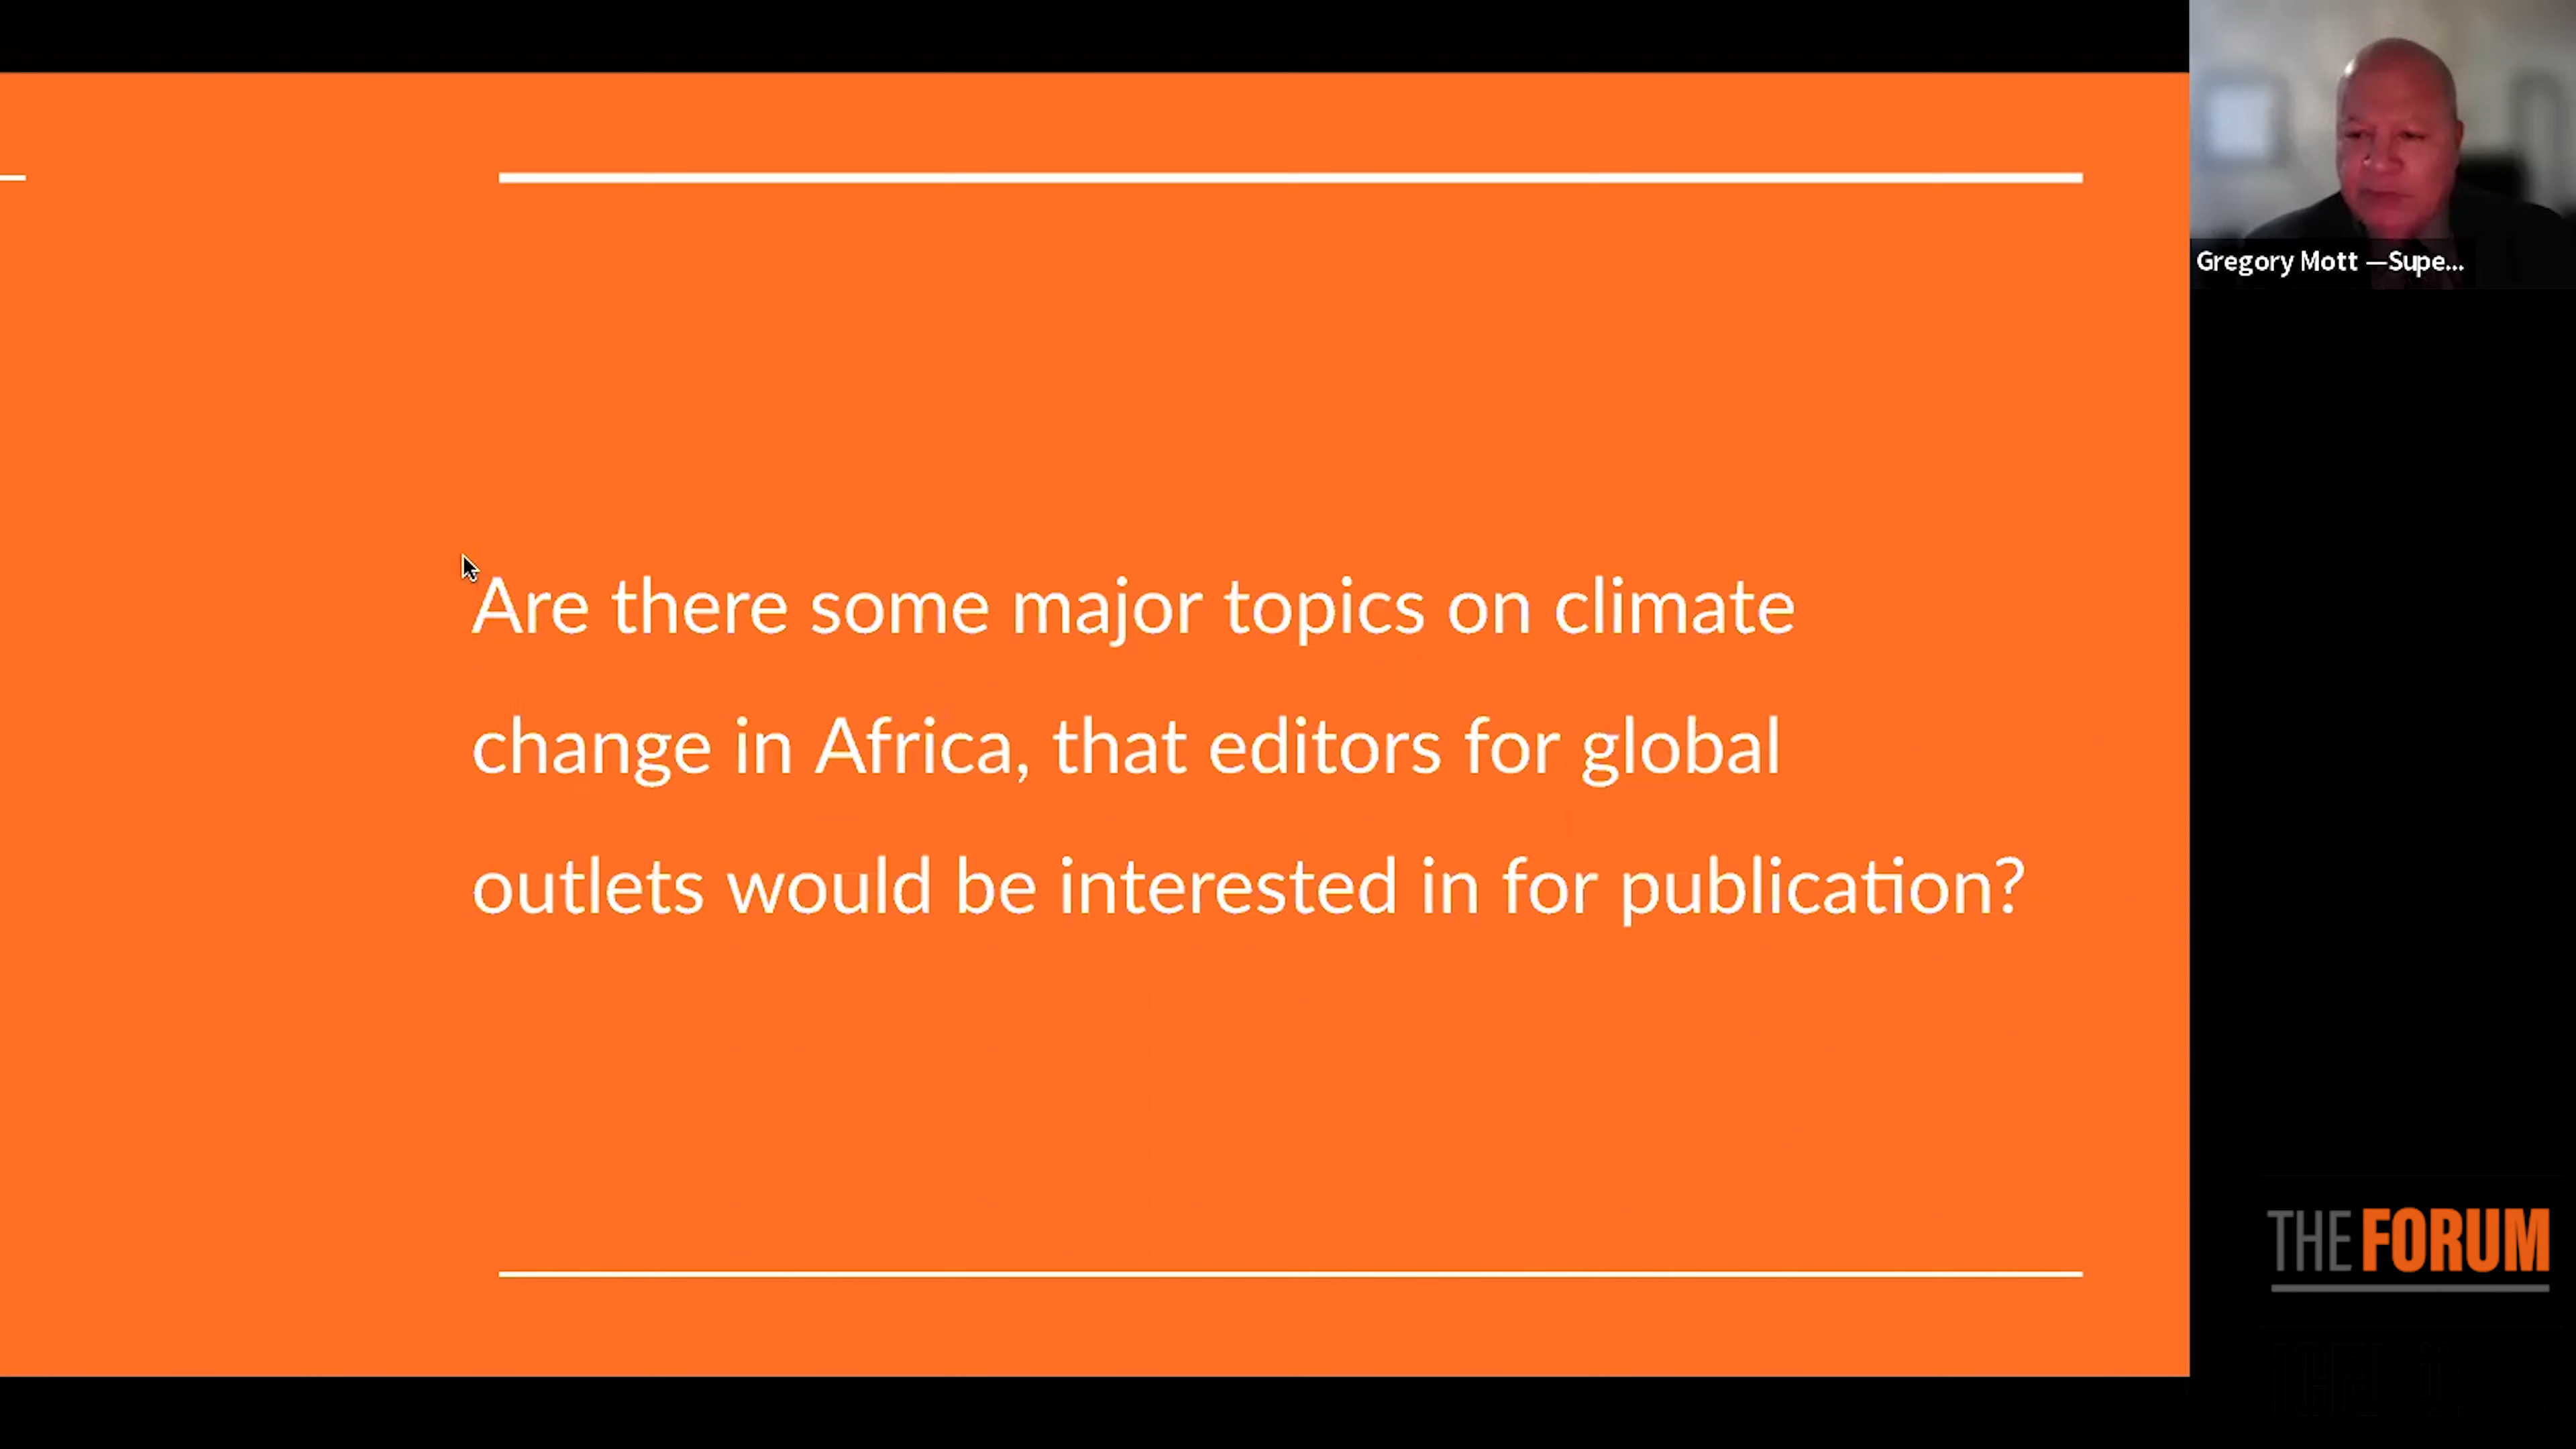 Are there some major topics on climate
change in Africa, that editors for global
outlets would be interested in for publication?
Gregory Mott —Supe...
THE FORUM